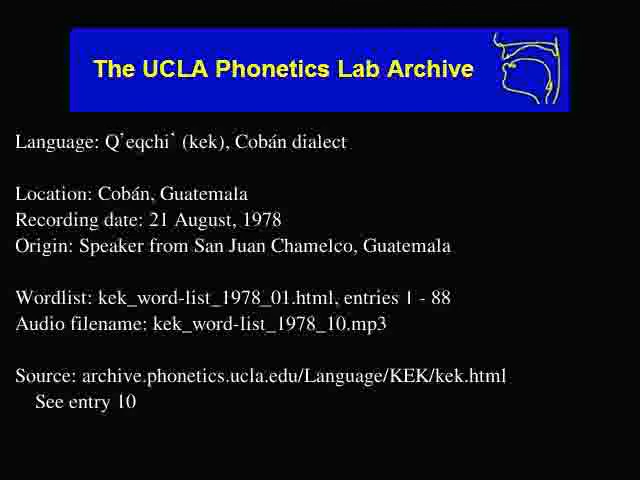 The UCLA Phonetics Lab Archive
Language: Q'eqchi` (kek), Cobán dialect
Location: Cobán, Guatemala
Recording date: 21 August, 1978
Origin: Speaker from San Juan Chamelco, Guatemala
Wordlist: kek_word-list_1978_01.html, entries 1 - 88
Audio filename: kek_word-list_1978_10.mp3
Source: archive.phonetics.ucla.edu/Language/KEK/kek.html
See entry 10